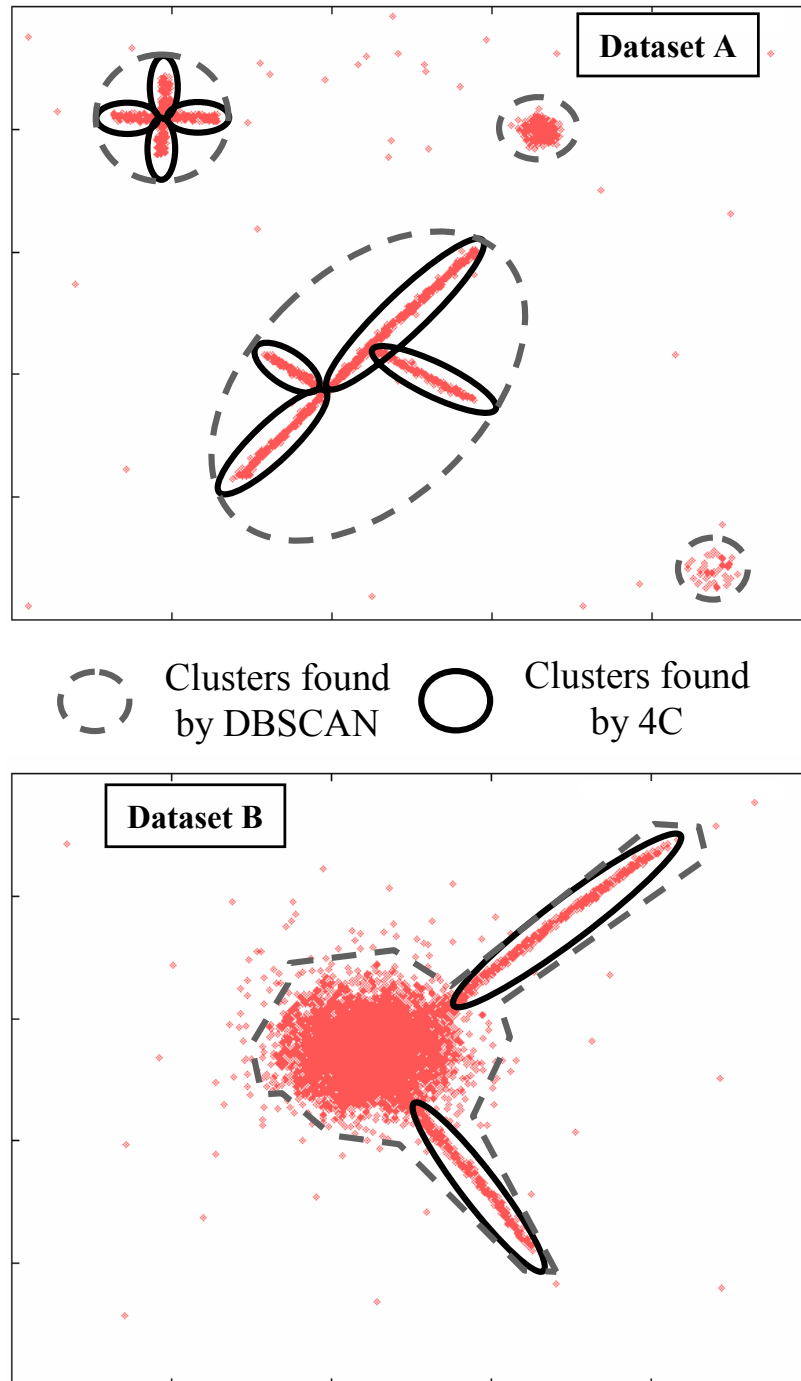 Dataset A
Clusters found
by DBSCAN
Clusters found
by 4C
Dataset B